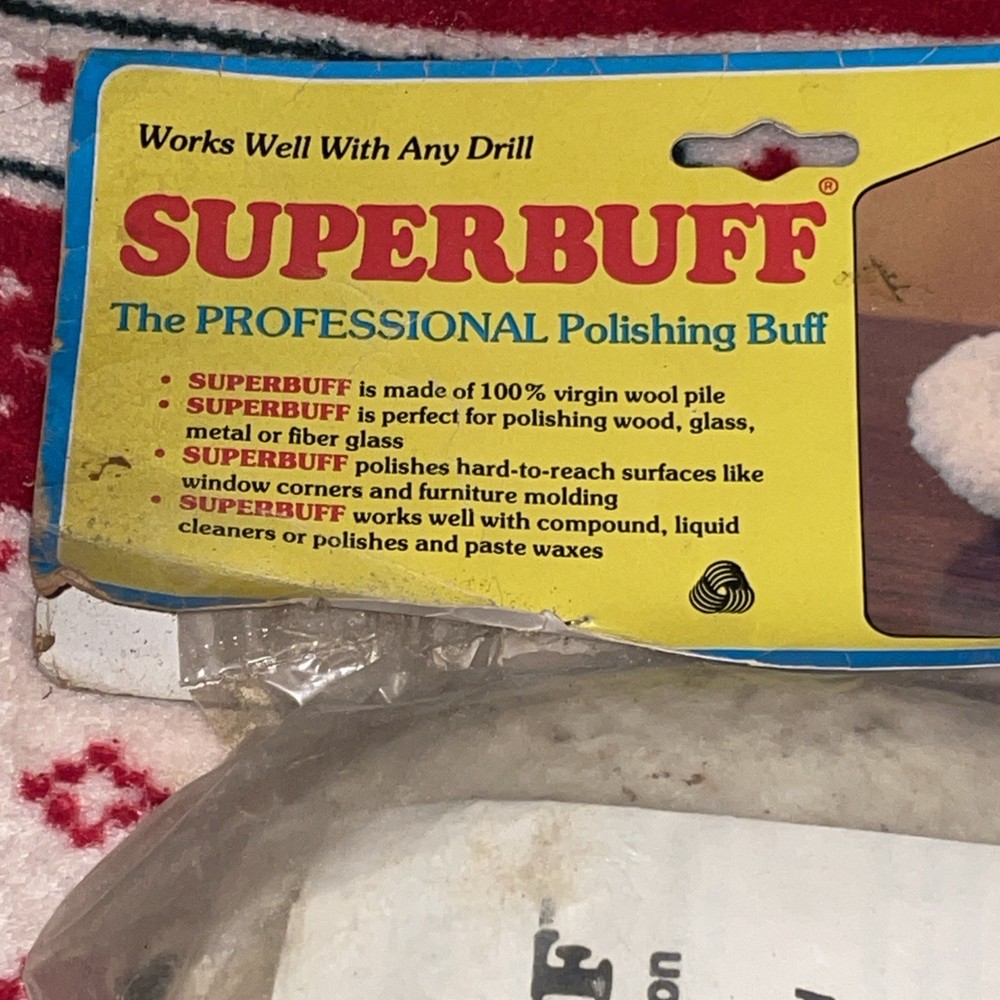 Works Well With Any Drill
SUPERBUFF®
The PROFESSIONAL Polishing Buff
• SUPERBUFF is made of 100% virgin wool pile
• SUPERBUFF is perfect for polishing wood, glass,
metal or fiber glass
• SUPERBUFF polishes hard-to-reach surfaces like
window corners and furniture molding
• SUPERBUFF works well with compound, liquid
cleaners or polishes and paste waxes